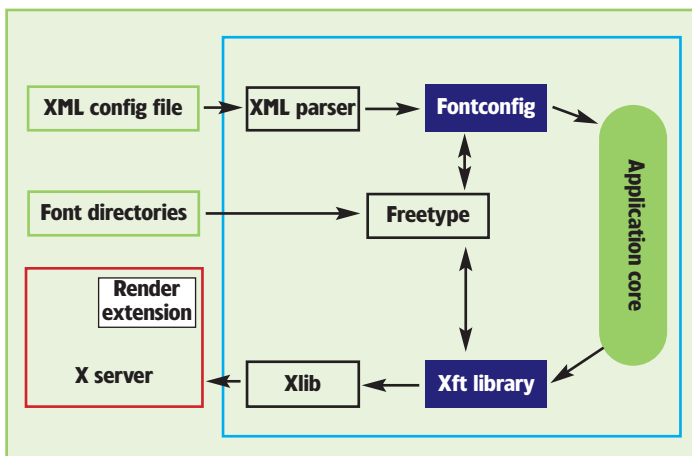 XML config file
XML parser
Fontconfig
Application core
Font directories
Freetype
Render
extension
X server
Xlib
Xft library